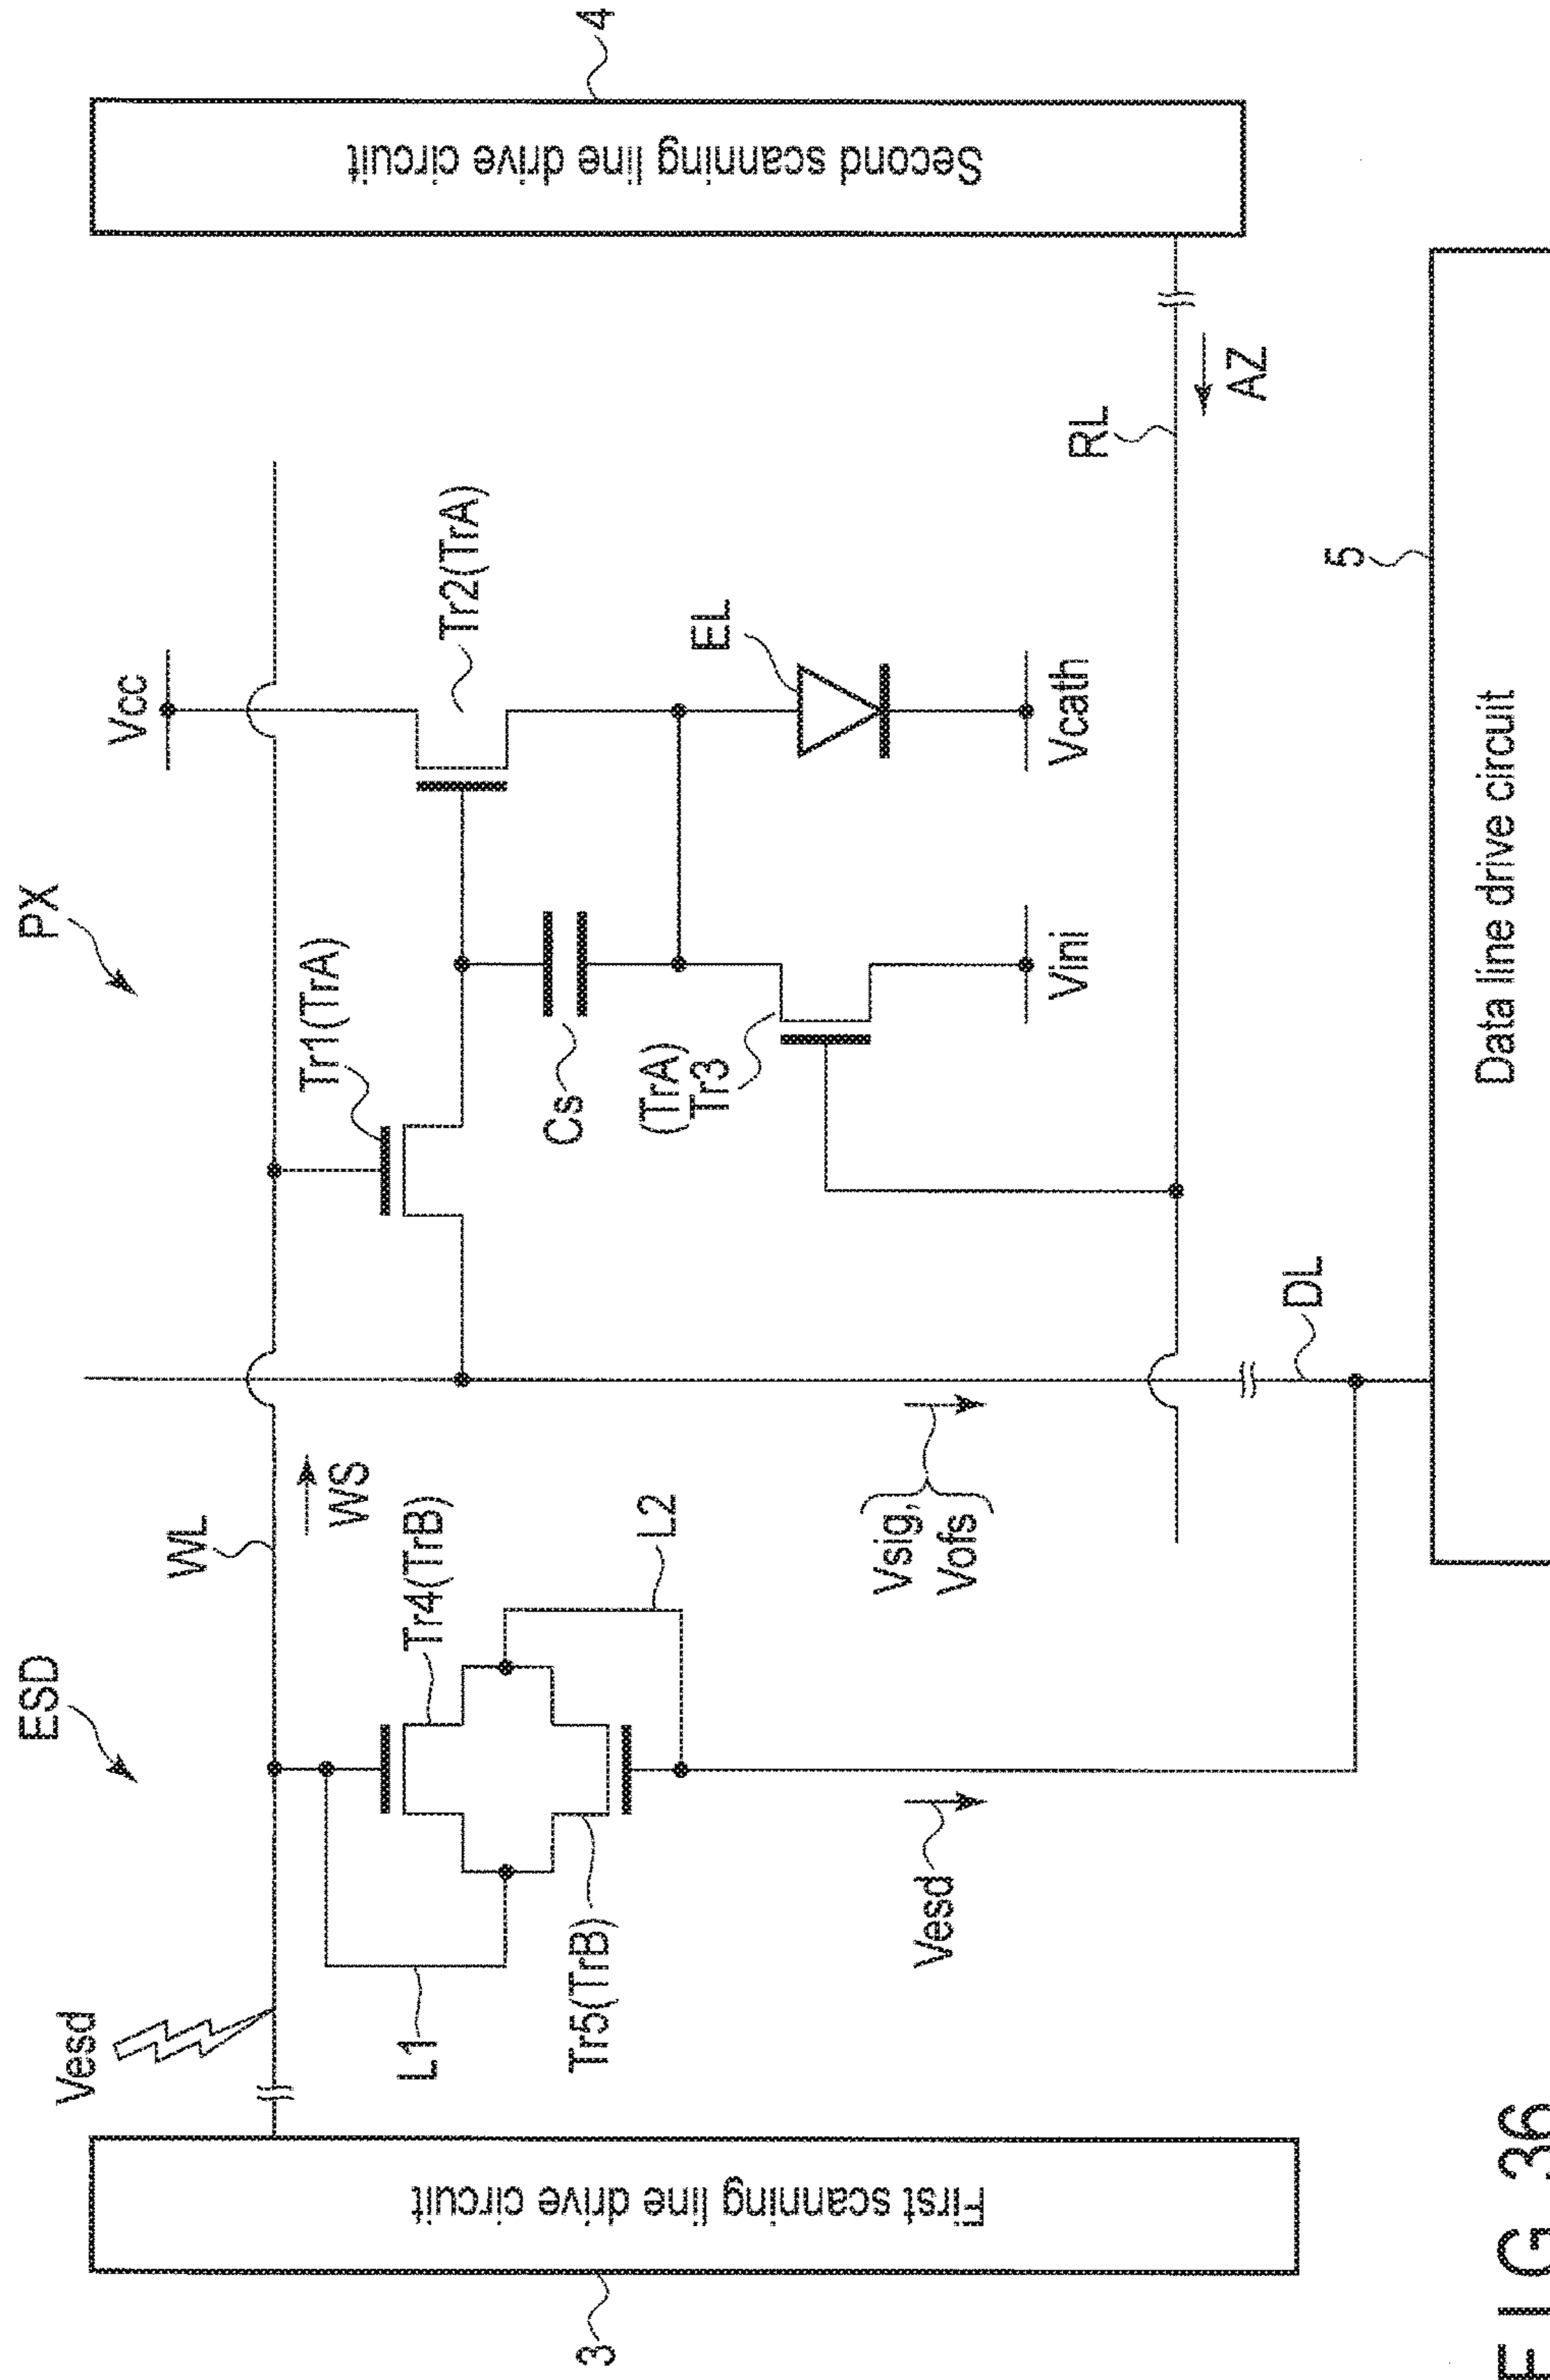 ESD
PX
Vesd
WL
WS
Vcc
Tr1(TrA)
Tr2(TrA)
Tr4(TrB)
L1
L2
Tr5(TrB)
Cs
(TrA)
Tr3
EL
Vesd
Vsig,
Vofs
Vini
Vcath
RL
AZ
DL
3
First scanning line drive circuit
4
Second scanning line drive circuit
5
Data line drive circuit
FIG. 36